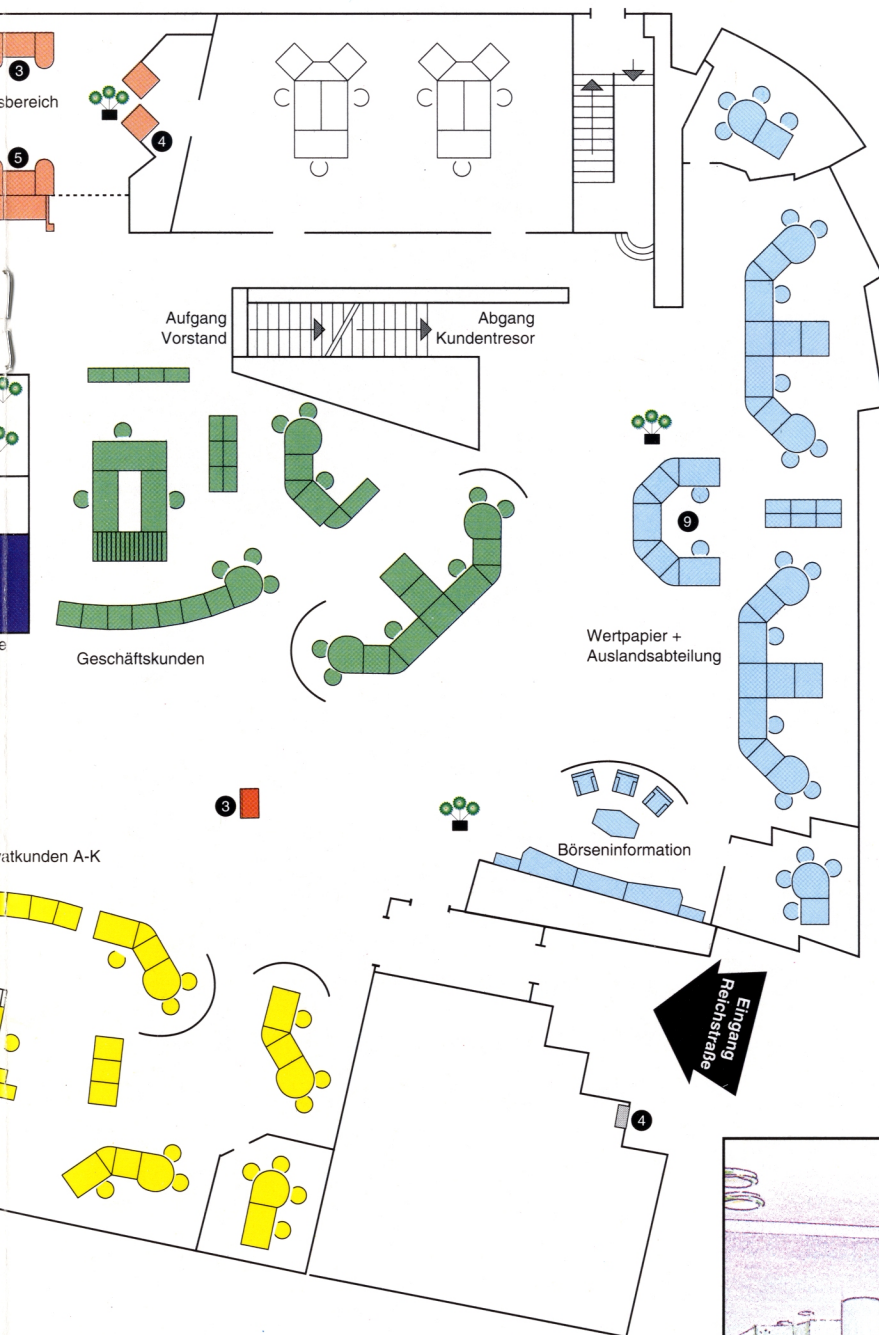 3
sbereich
4
5
Aufgang
Vorstand
Abgang
Kundentresor
9
Geschäftskunden
Wertpapier +
Auslandsabteilung
e
3
Börseninformation
atkunden A-K
Eingang
Reichstraße
4